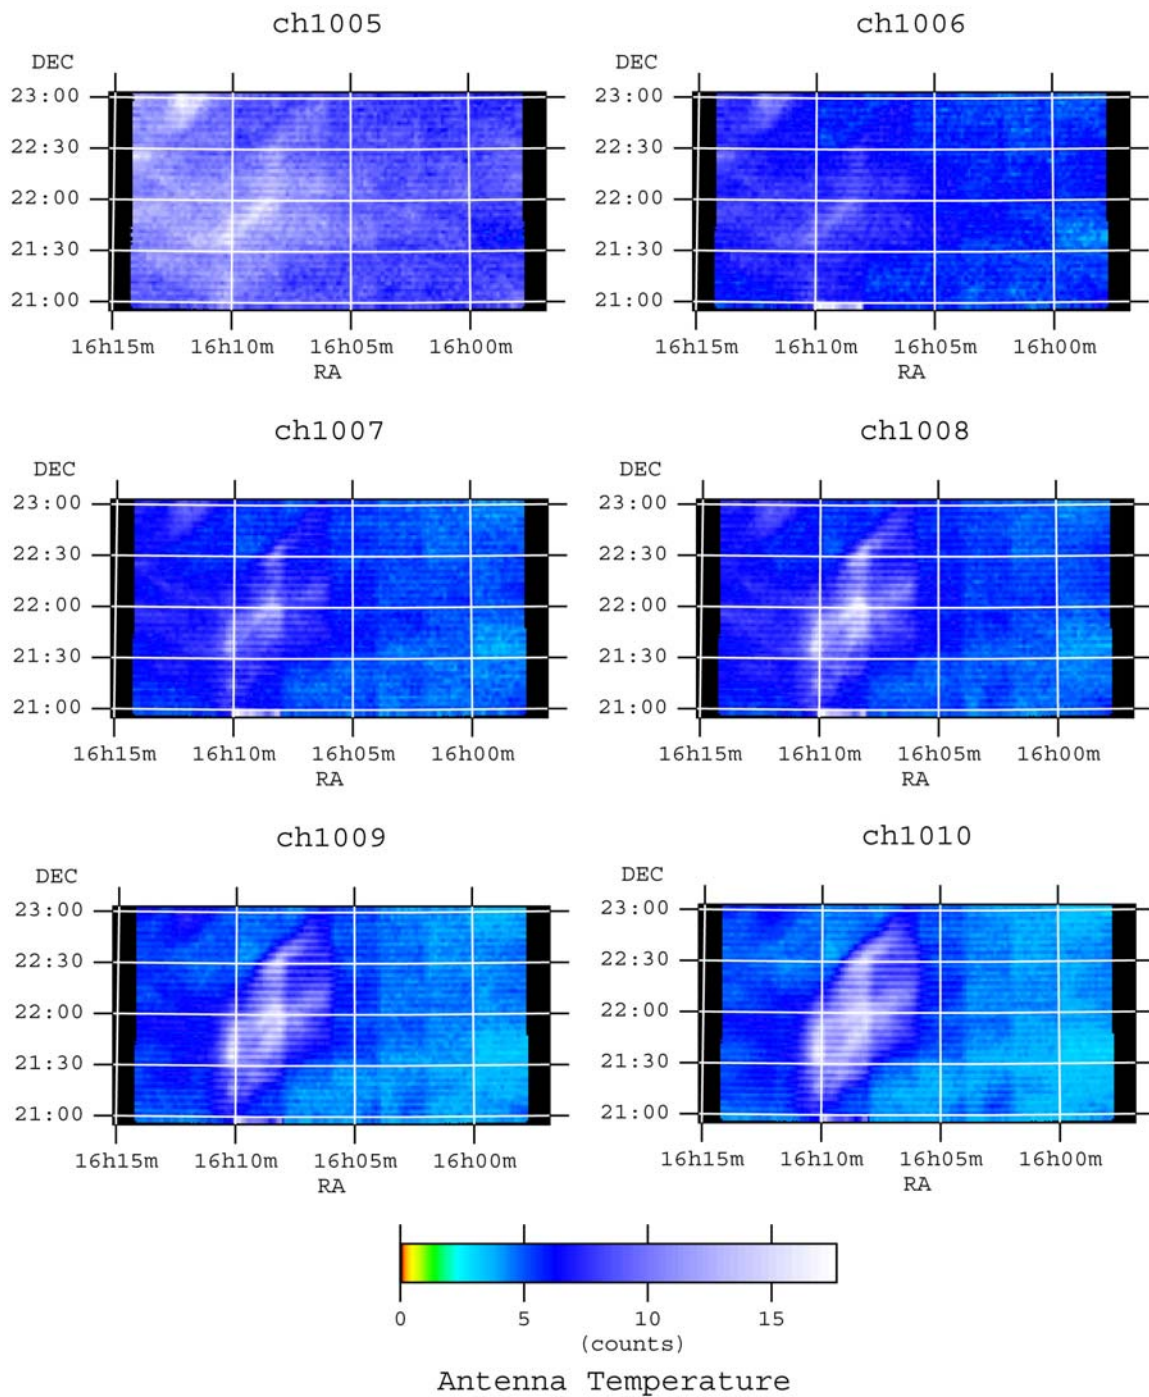 ch1005 ch1006
DEC DEC
23:00 23:00
22:30 22:30
22:00 22:00
21:30 21:30
21:00 21:00
16h15m 16h10m 16h05m 16h00m 16h15m 16h10m 16h05m 16h00m
RA RA
ch1007 ch1008
DEC DEC
23:00 23:00
22:30 22:30
22:00 22:00
21:30 21:30
21:00 21:00
16h15m 16h10m 16h05m 16h00m 16h15m 16h10m 16h05m 16h00m
RA RA
ch1009 ch1010
DEC DEC
23:00 23:00
22:30 22:30
22:00 22:00
21:30 21:30
21:00 21:00
16h15m 16h10m 16h05m 16h00m 16h15m 16h10m 16h05m 16h00m
RA RA
0 5 10 15
(counts)
Antenna Temperature